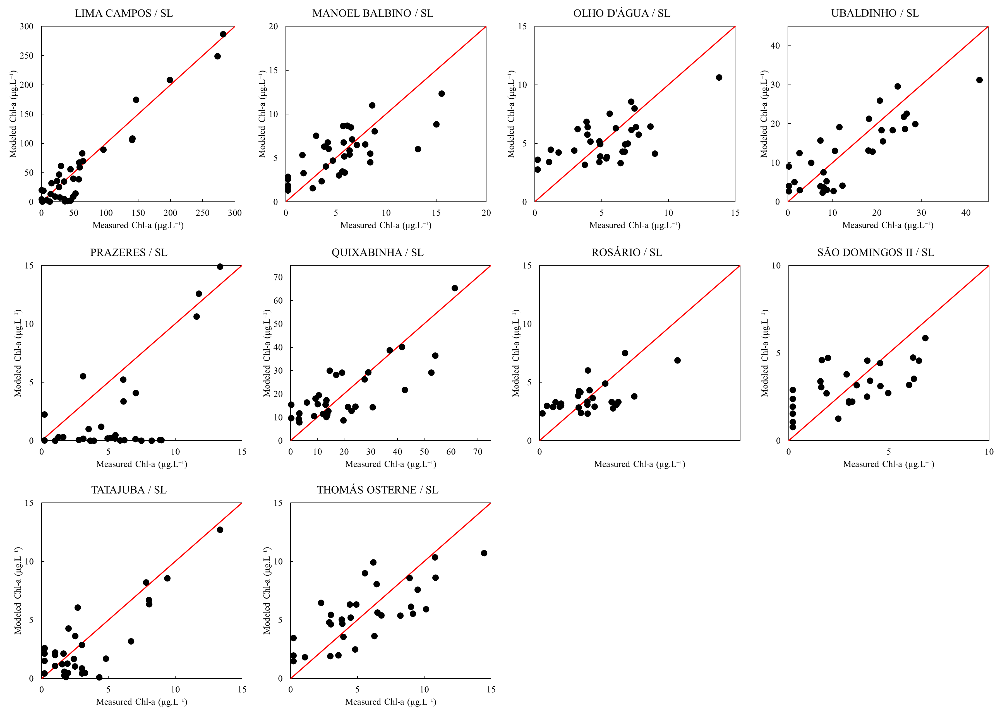 LIMA CAMPOS / SL
Modeled Chl-a (µg.L⁻¹)
300
250
200
150
100
50
0
0 50 100 150 200 250 300
Measured Chl-a (µg.L⁻¹)
MANOEL BALBINO / SL
Modeled Chl-a (µg.L⁻¹)
20
15
10
5
0
0 5 10 15 20
Measured Chl-a (µg.L⁻¹)
OLHO D'ÁGUA / SL
Modeled Chl-a (µg.L⁻¹)
15
10
5
0
0 5 10 15
Measured Chl-a (µg.L⁻¹)
UBALDINHO / SL
Modeled Chl-a (µg.L⁻¹)
40
30
20
10
0
0 10 20 30 40
Measured Chl-a (µg.L⁻¹)
PRAZERES / SL
Modeled Chl-a (µg.L⁻¹)
15
10
5
0
0 5 10 15
Measured Chl-a (µg.L⁻¹)
QUIXABINHA / SL
Modeled Chl-a (µg.L⁻¹)
70
60
50
40
30
20
10
0
0 10 20 30 40 50 60 70
Measured Chl-a (µg.L⁻¹)
ROSÁRIO / SL
Modeled Chl-a (µg.L⁻¹)
15
10
5
0
0
Measured Chl-a (µg.L⁻¹)
SÃO DOMINGOS II / SL
Modeled Chl-a (µg.L⁻¹)
10
5
0
0 5 10
Measured Chl-a (µg.L⁻¹)
TATAJUBA / SL
Modeled Chl-a (µg.L⁻¹)
15
10
5
0
0 5 10 15
Measured Chl-a (µg.L⁻¹)
THOMÁS OSTERNE / SL
Modeled Chl-a (µg.L⁻¹)
15
10
5
0
0 5 10 15
Measured Chl-a (µg.L⁻¹)